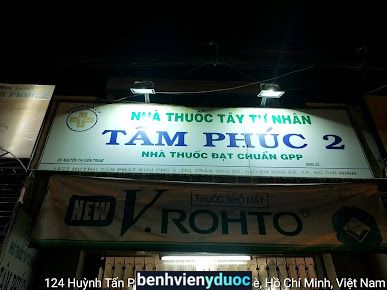 NHÀ THUỐC TÂY TƯ NHÂN
TÂM PHÚC 2
NHÀ THUỐC ĐẠT CHUẨN GPP
THUỐC NHỎ MẮT
NEW V.ROHTO®
124 Huỳnh Tấn P è, Hồ Chí Minh, Việt Nam
benhvienyduoc